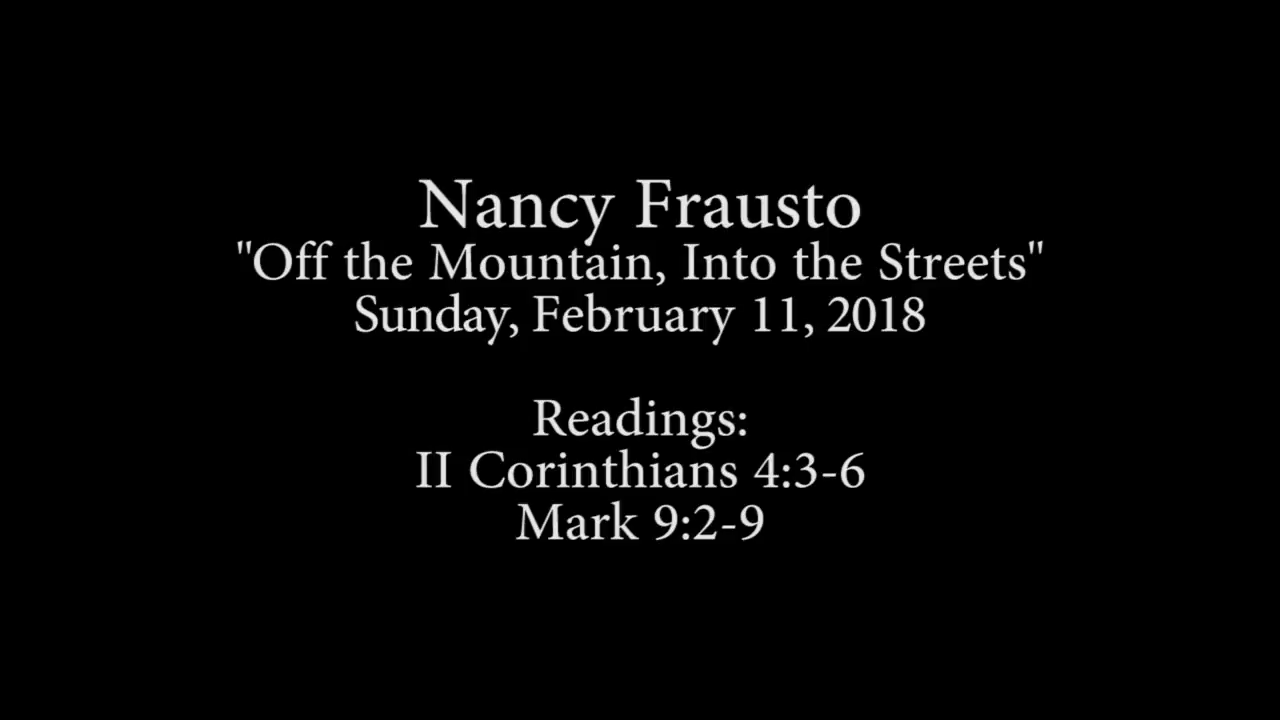 Nancy Frausto
"Off the Mountain, Into the Streets"
Sunday, February 11, 2018
Readings:
II Corinthians 4:3-6
Mark 9:2-9